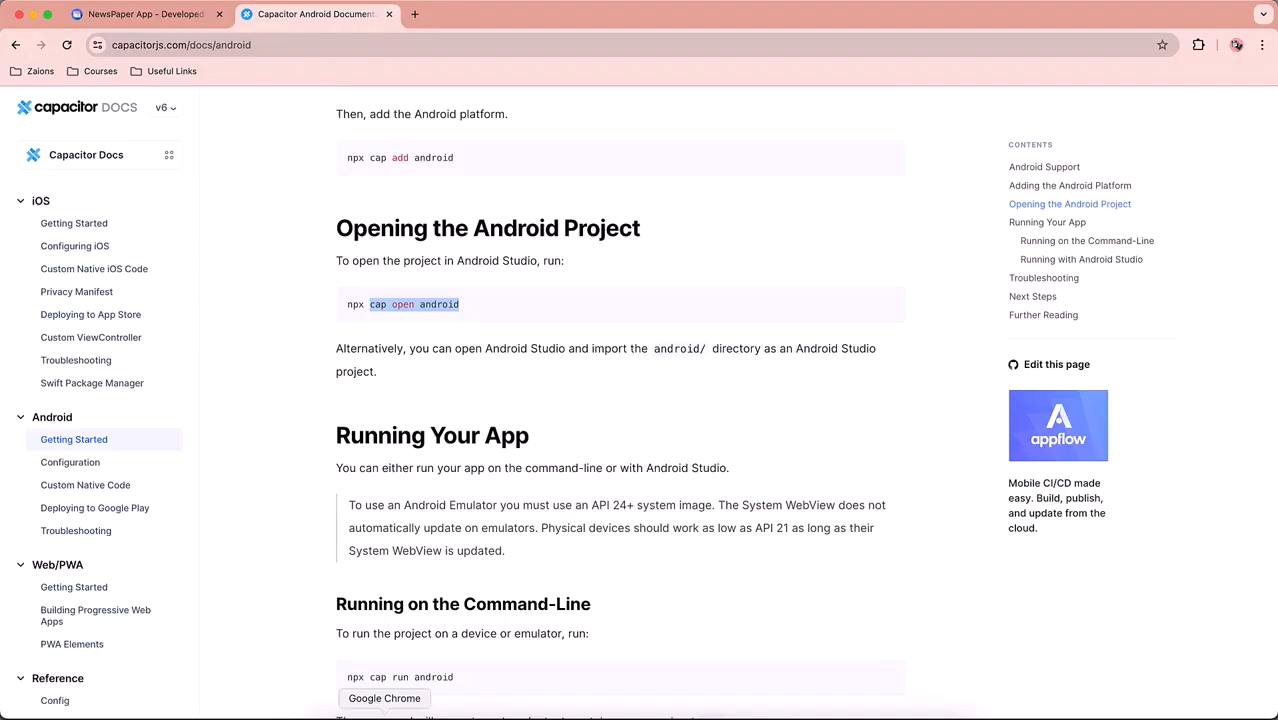 NewsPaper App - Developed
Capacitor Android Document
capacitorjs.com/docs/android
Zaions
Courses
Useful Links
capacitor DOCS
v6
Capacitor Docs
iOS
Getting Started
Configuring iOS
Custom Native iOS Code
Privacy Manifest
Deploying to App Store
Custom ViewController
Troubleshooting
Swift Package Manager
Android
Getting Started
Configuration
Custom Native Code
Deploying to Google Play
Troubleshooting
Web/PWA
Getting Started
Building Progressive Web
Apps
PWA Elements
Reference
Config
Then, add the Android platform.
npx cap add android
Opening the Android Project
To open the project in Android Studio, run:
npx cap open android
Alternatively, you can open Android Studio and import the android/ directory as an Android Studio
project.
Running Your App
You can either run your app on the command-line or with Android Studio.
To use an Android Emulator you must use an API 24+ system image. The System WebView does not
automatically update on emulators. Physical devices should work as low as API 21 as long as their
System WebView is updated.
Running on the Command-Line
To run the project on a device or emulator, run:
npx cap run android
Google Chrome
CONTENTS
Android Support
Adding the Android Platform
Opening the Android Project
Running Your App
Running on the Command-Line
Running with Android Studio
Troubleshooting
Next Steps
Further Reading
Edit this page
appflow
Mobile CI/CD made
easy. Build, publish,
and update from the
cloud.